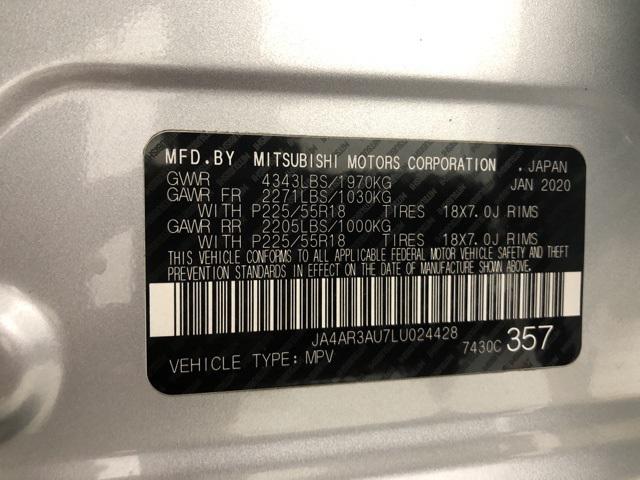 MFD.BY MITSUBISHI MOTORS CORPORATION . JAPAN
GWWR 4343LBS/1970KG JAN 2020
GAWR FR 2271LBS/1030KG
WITH P225/55R18 TIRES 18X7.0J RIMS
GAWR RR 2205LBS/1000KG
WITH P225/55R18 TIRES 18X7.0J RIMS
THIS VEHICLE CONFORMS TO ALL APPLICABLE FEDERAL MOTOR VEHICLE SAFETY AND THEFT
PREVENTION STANDARDS IN EFFECT ON THE DATE OF MANUFACTURE SHOWN ABOVE.
JA4AR3AU7LU024428
VEHICLE TYPE: MPV 7430C 357